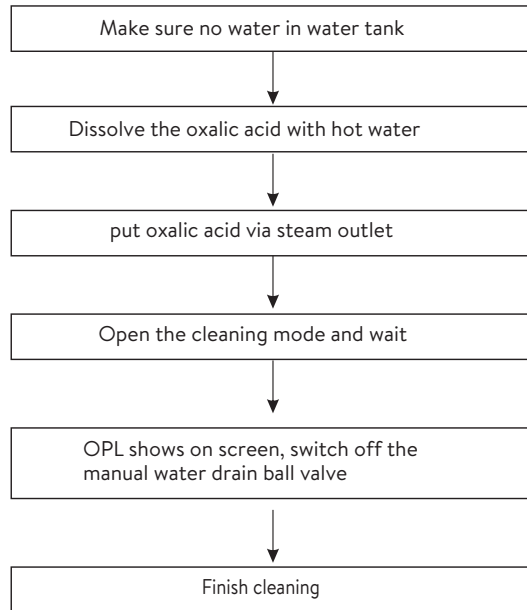 Make sure no water in water tank
Dissolve the oxalic acid with hot water
put oxalic acid via steam outlet
Open the cleaning mode and wait
OPL shows on screen, switch off the
manual water drain ball valve
Finish cleaning